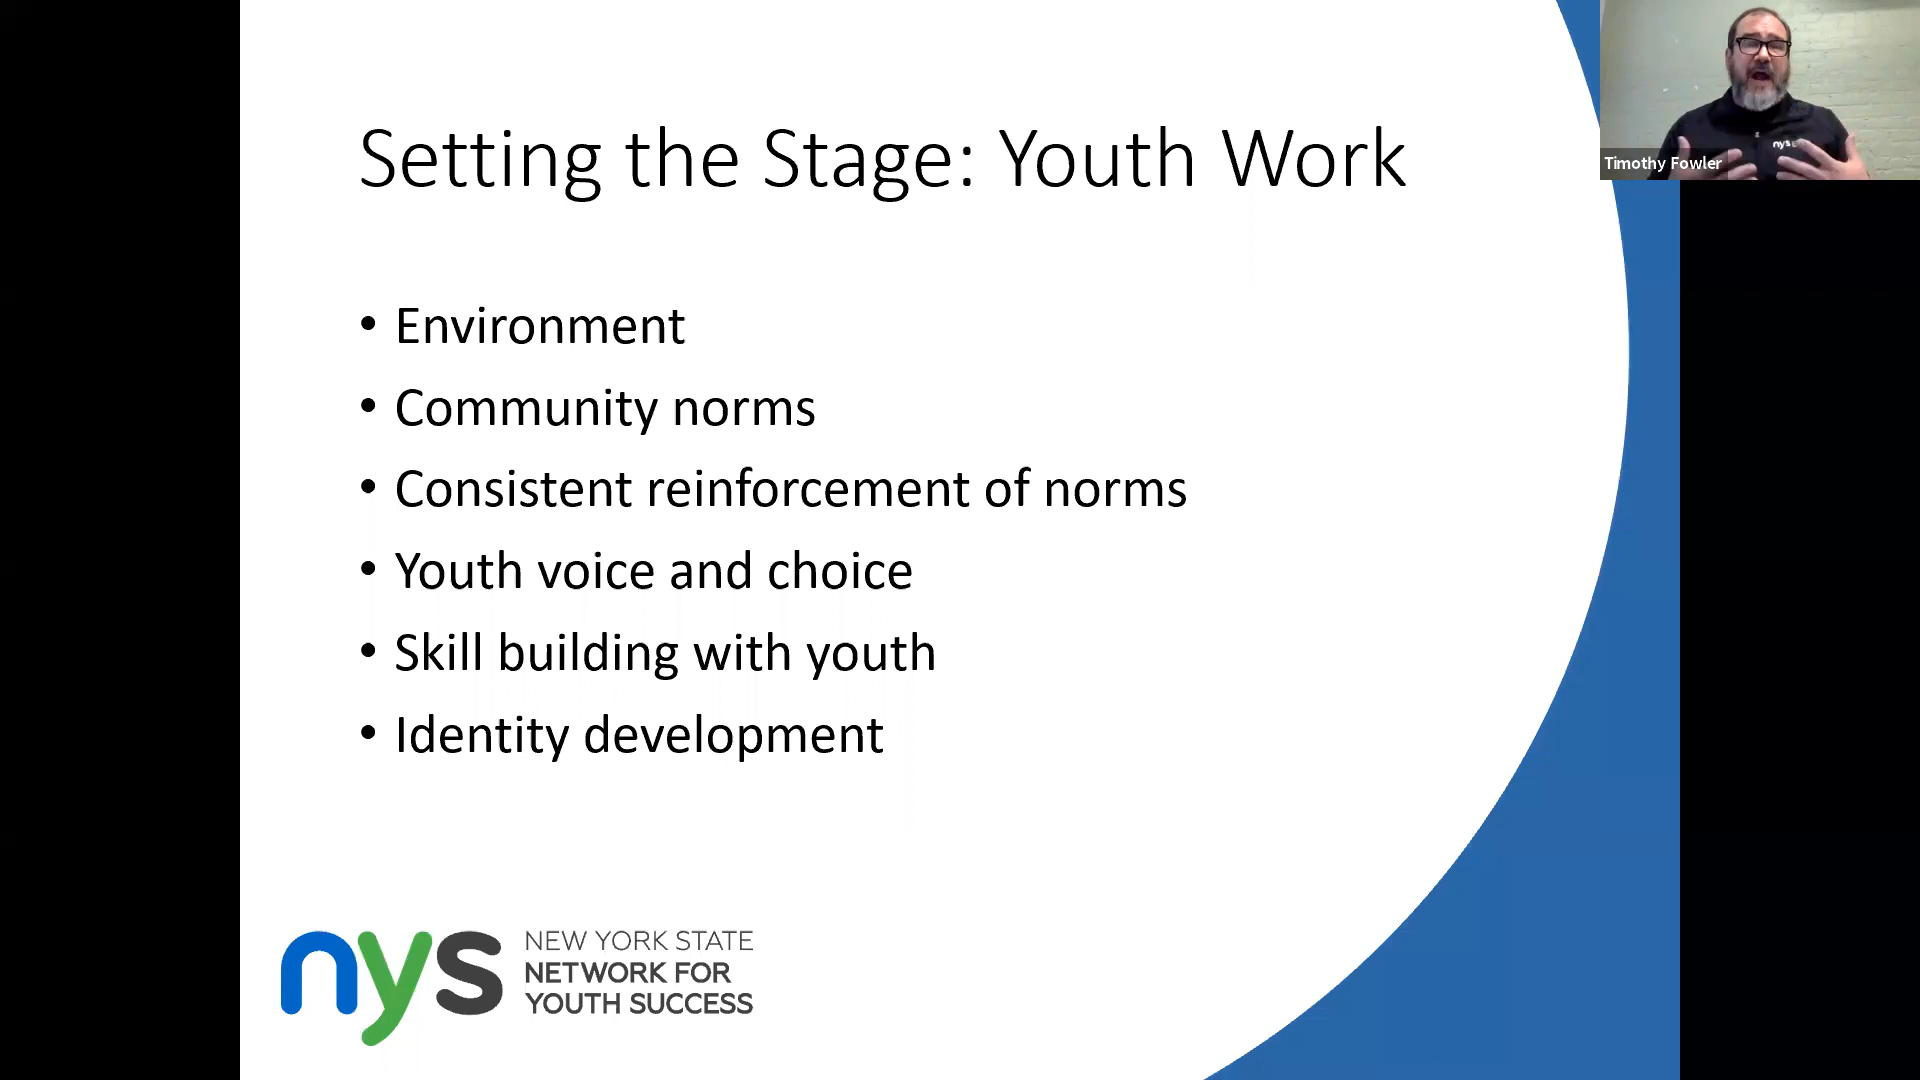 Setting the Stage: Youth Work
• Environment
• Community norms
• Consistent reinforcement of norms
• Youth voice and choice
• Skill building with youth
• Identity development
nys
NEW YORK STATE
NETWORK FOR
YOUTH SUCCESS
Timothy Fowler
nys